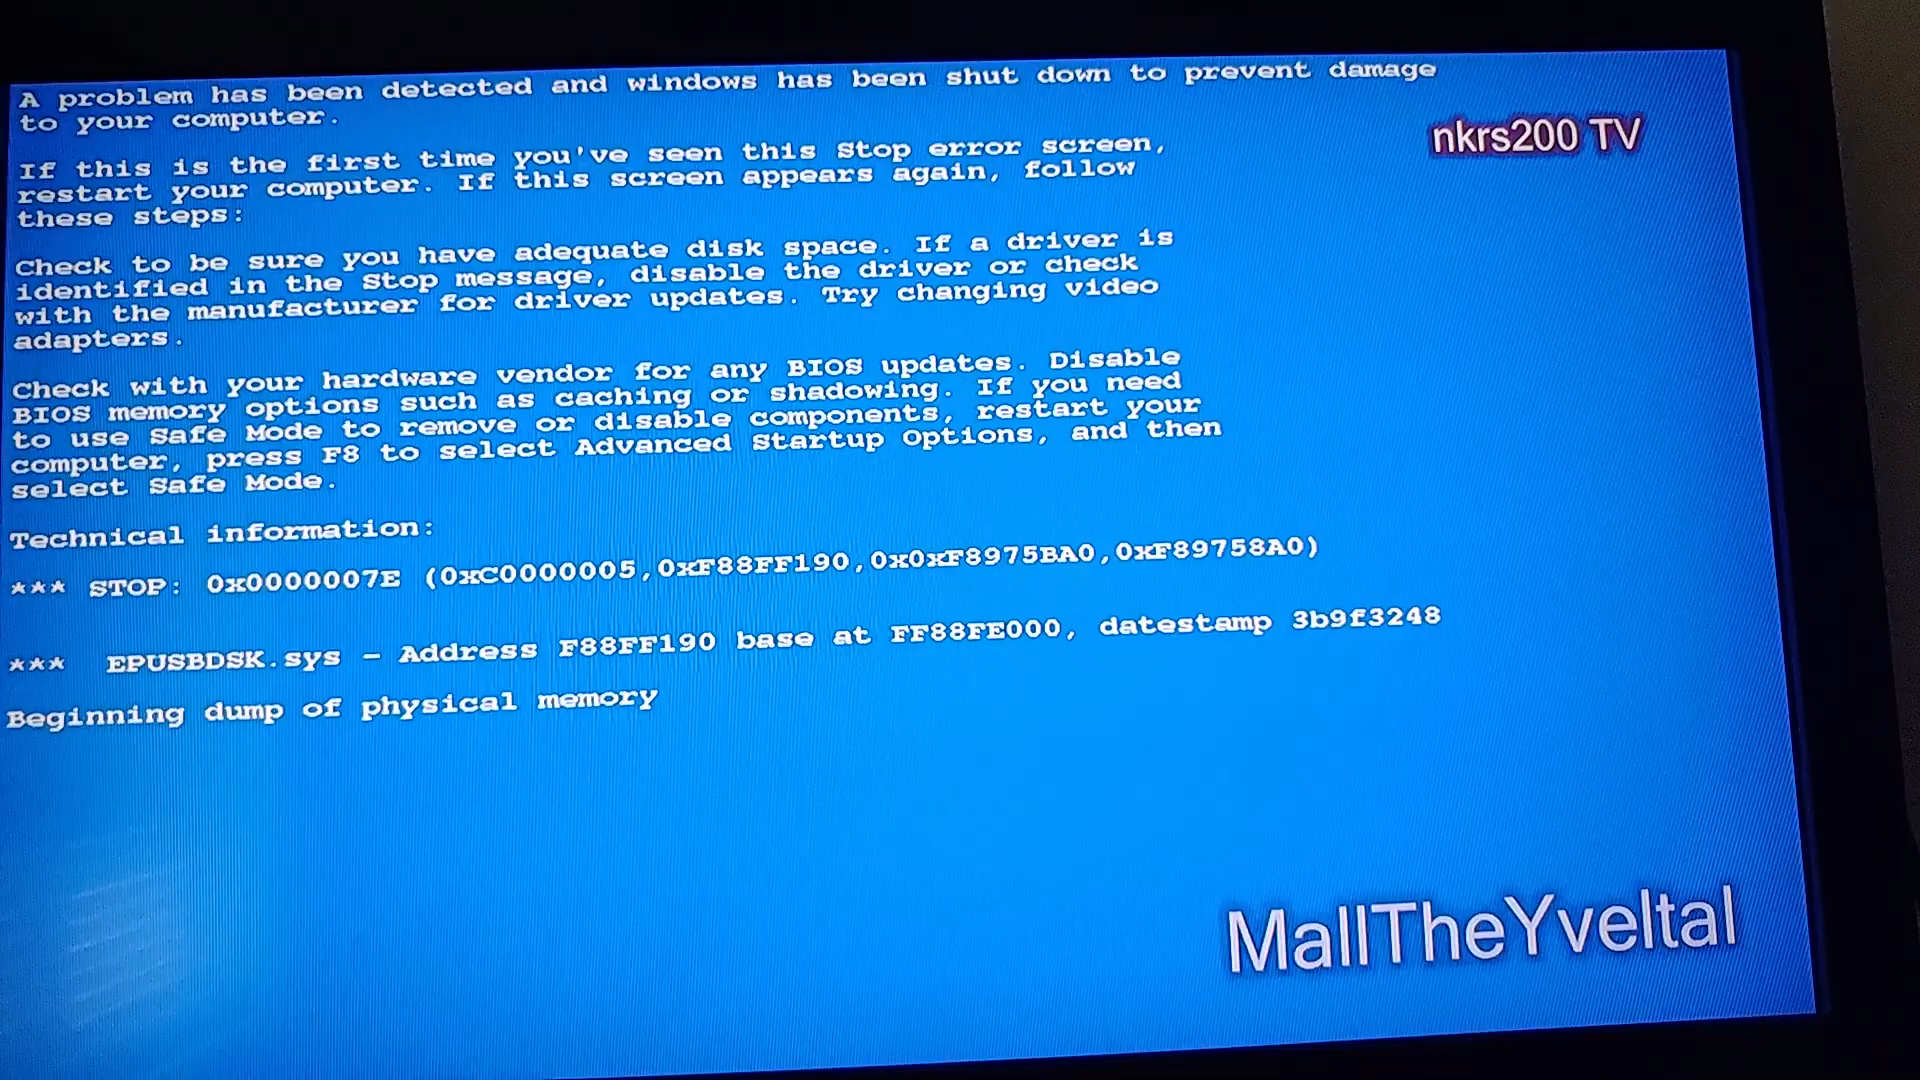 A problem has been detected and windows has been shut down to prevent damage
to your computer.
nkrs200 TV
If this is the first time you've seen this Stop error screen,
restart your computer. If this screen appears again, follow
these steps:
Check to be sure you have adequate disk space. If a driver is
identified in the Stop message, disable the driver or check
with the manufacturer for driver updates. Try changing video
adapters.
Check with your hardware vendor for any BIOS updates. Disable
BIOS memory options such as caching or shadowing. If you need
to use Safe Mode to remove or disable components, restart your
computer, press F8 to select Advanced Startup Options, and then
select Safe Mode.
Technical information:
*** STOP: 0x0000007E (0xC0000005,0xF88FF190,0x0xF8975BA0,0xF89758A0)
*** EPUSBDSK.sys – Address F88FF190 base at FF88FE000, datestamp 3b9f3248
Beginning dump of physical memory
MallTheYveltal